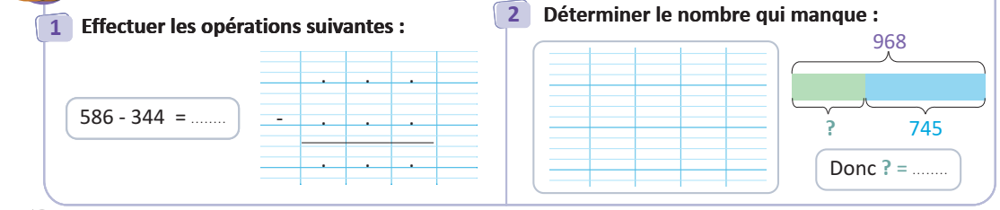 1 Effectuer les opérations suivantes :
586 - 344 = ........
. . .
- . . .
. . .
2 Déterminer le nombre qui manque :
968
? 745
Donc ? = ........